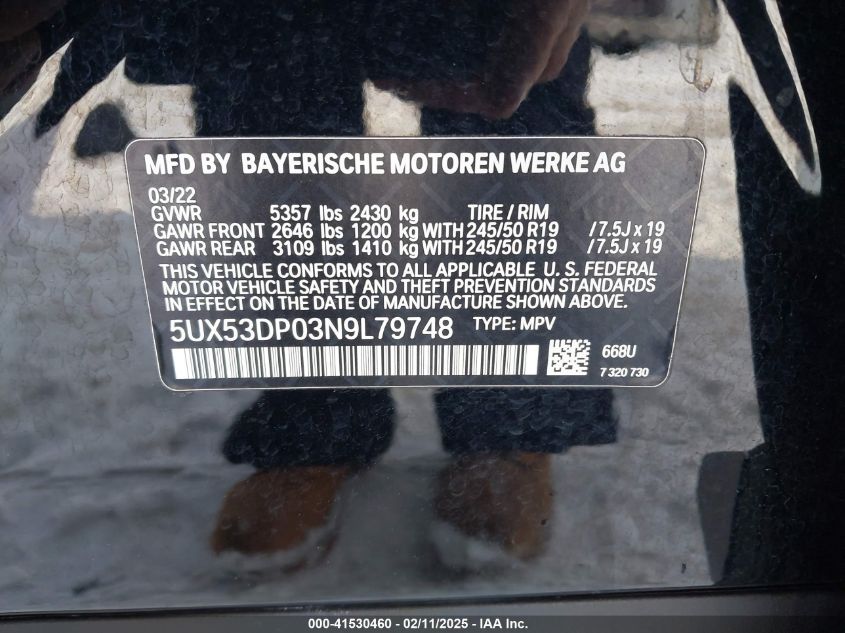 MFD BY BAYERISCHE MOTOREN WERKE AG
03/22
GVWR 5357 lbs 2430 kg TIRE / RIM
GAWR FRONT 2646 lbs 1200 kg WITH 245/50 R19 / 7.5J x 19
GAWR REAR 3109 lbs 1410 kg WITH 245/50 R19 / 7.5J x 19
THIS VEHICLE CONFORMS TO ALL APPLICABLE U. S. FEDERAL
MOTOR VEHICLE SAFETY AND THEFT PREVENTION STANDARDS
IN EFFECT ON THE DATE OF MANUFACTURE SHOWN ABOVE.
5UX53DP03N9L79748 TYPE: MPV
668U
7 320 730
000-41530460 - 02/11/2025 - IAA Inc.